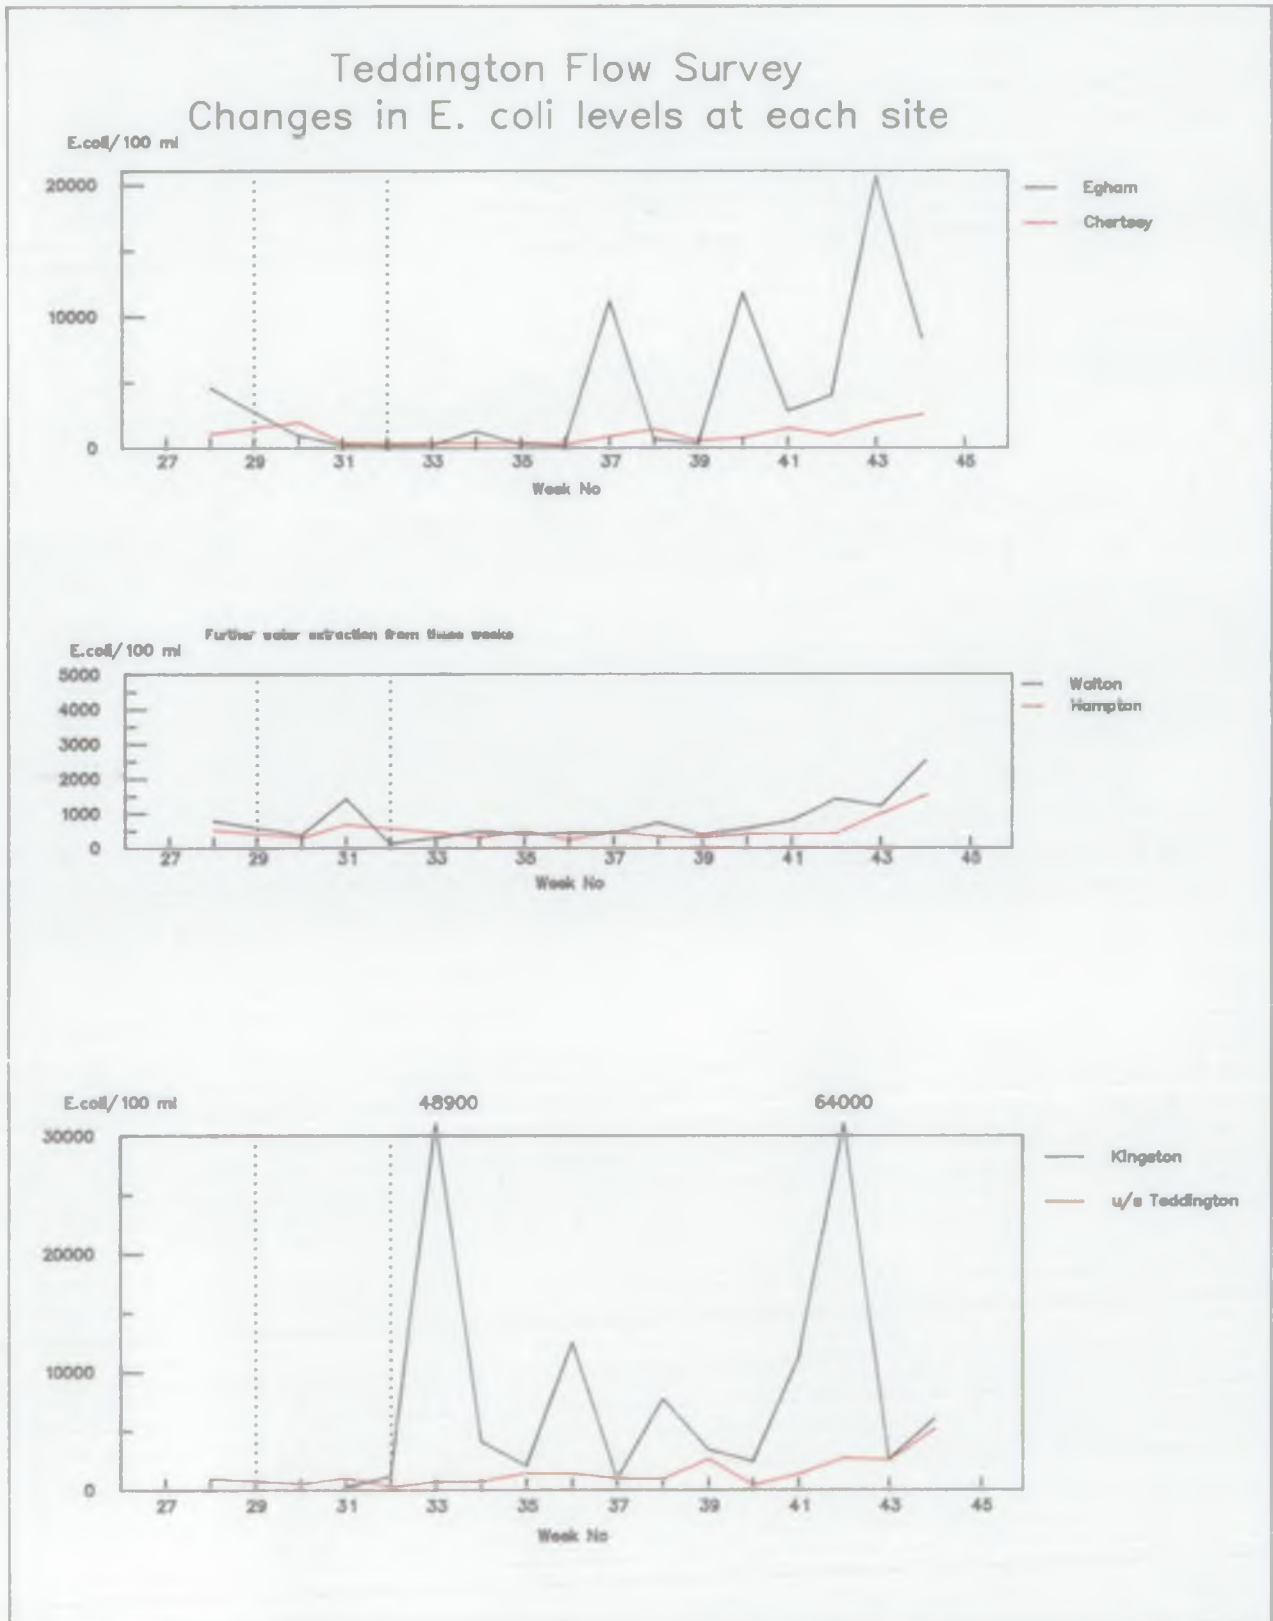 Teddington Flow Survey
Changes in E. coli levels at each site
E.coli/100 ml
20000
10000
0
27 29 31 33 35 37 39 41 43 45
Week No
Egham
Chertsey
Further water extraction from these weeks
E.coli/100 ml
5000
4000
3000
2000
1000
0
27 29 31 33 35 37 39 41 43 45
Week No
Walton
Hampton
E.coli/100 ml
48900 64000
30000
20000
10000
0
27 29 31 33 35 37 39 41 43 45
Week No
Kingston
u/s Teddington